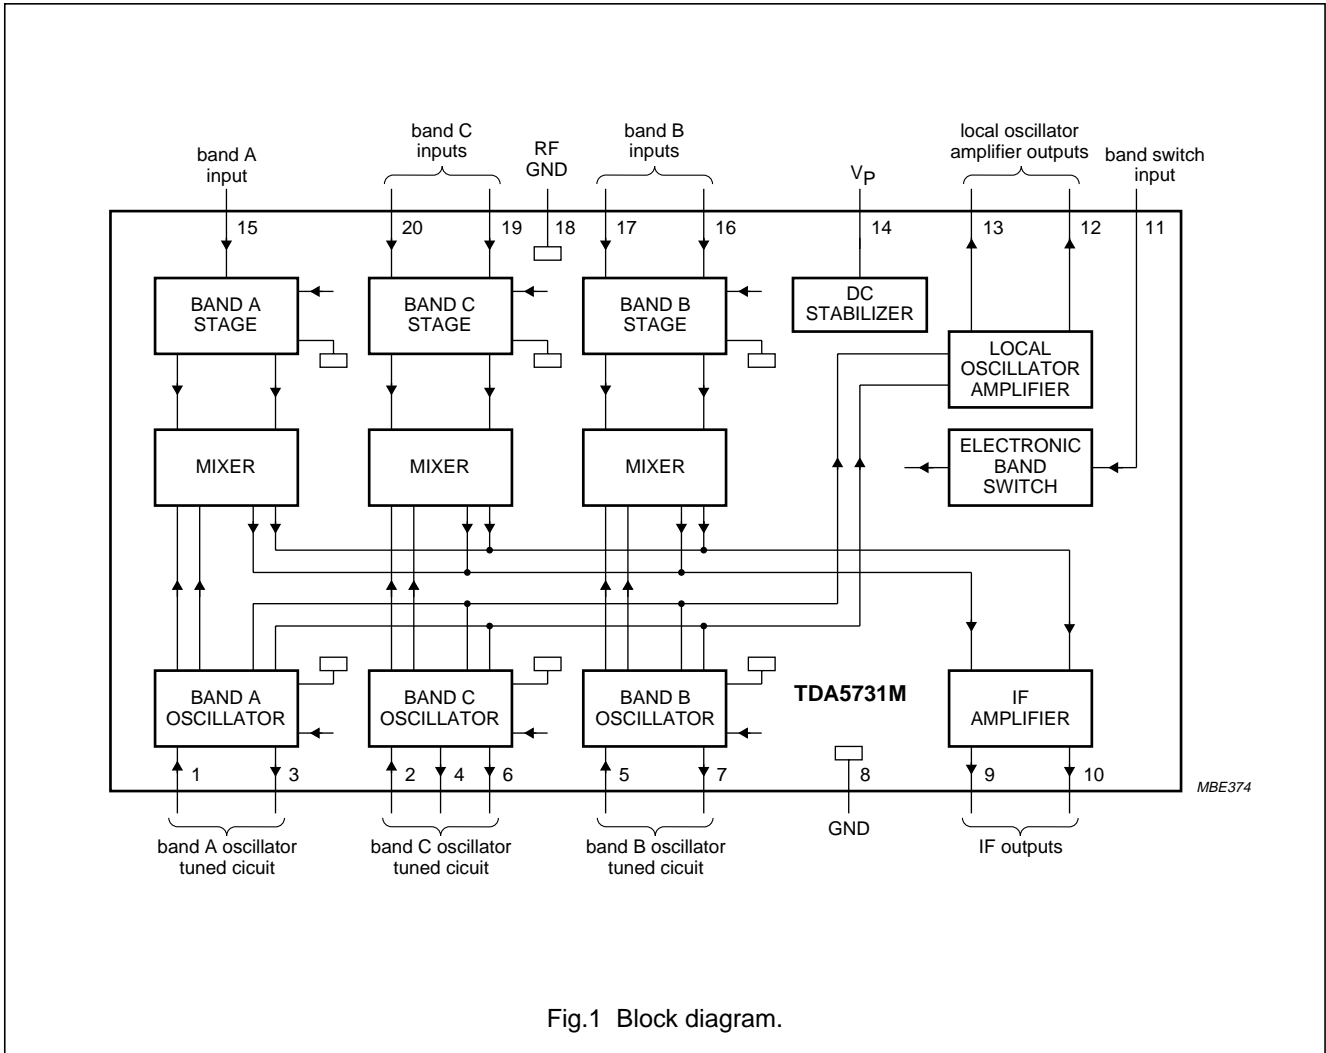 band A
input
band C
inputs
RF
GND
band B
inputs
VP
local oscillator
amplifier outputs
band switch
input
15
20
19
18
17
16
14
13
12
11
BAND A
STAGE
BAND C
STAGE
BAND B
STAGE
DC
STABILIZER
LOCAL
OSCILLATOR
AMPLIFIER
MIXER
MIXER
MIXER
ELECTRONIC
BAND
SWITCH
BAND A
OSCILLATOR
BAND C
OSCILLATOR
BAND B
OSCILLATOR
TDA5731M
IF
AMPLIFIER
1
3
2
4
6
5
7
8
9
10
MBE374
band A oscillator
tuned cicuit
band C oscillator
tuned cicuit
band B oscillator
tuned cicuit
GND
IF outputs
Fig.1 Block diagram.